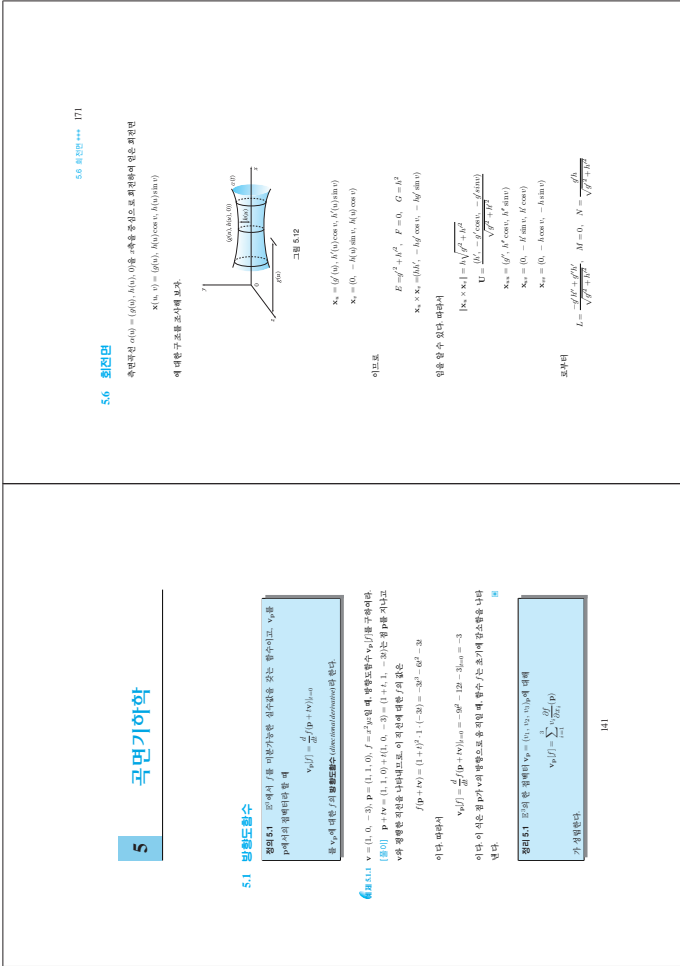 5 곡면기하학
5.1 방향도함수
정의 5.1 𝔼³에서 f를 미분가능한 실수값을 갖는 함수이고, v_p를
p에서의 점벡터라 할 때
v_p[f] = d/dt f(p + tv)|_{t=0}
를 v_p에 대한 f의 방향도함수(directional derivative)라 한다.
예제 5.1.1 v = (1, 0, −3), p = (1, 1, 0), f = x²yz일 때, 방향도함수 v_p[f]를 구하여라.
[풀이] p + tv = (1, 1, 0) + t(1, 0, −3) = (1 + t, 1, −3t)는 점 p를 지나고
v와 평행한 직선을 나타내므로, 이 직선에 대한 f의 값은
f(p + tv) = (1 + t)² · 1 · (−3t) = −3t³ − 6t² − 3t
이다. 따라서
v_p[f] = d/dt f(p + tv)|_{t=0} = −9t² − 12t − 3|_{t=0} = −3
이다. 이 식은 점 p가 v의 방향으로 움직일 때, 함수 f는 초기에 감소함을 나타
낸다.
정리 5.1 𝔼³의 한 점벡터 v_p = (v₁, v₂, v₃)_p에 대해
v_p[f] = ∑_{i=1}^{3} v_i ∂f/∂x_i (p)
가 성립한다.
141
5.6 회전면 ••• 171
5.6 회전면
측면곡선 α(u) = (g(u), h(u), 0)을 x축을 중심으로 회전하여 얻은 회전면
x(u, v) = (g(u), h(u)cos v, h(u)sin v)
에 대한 구조를 조사해 보자.
y
(g(u), h(u), 0))
α(t)
h(u)
0
x
g(u)
z
그림 5.12
x_u = (g′(u), h′(u)cos v, h′(u)sin v)
x_v = (0, −h(u)sin v, h(u)cos v)
이므로
E = g′² + h′², F = 0, G = h²
x_u × x_v = (hh′, −hg′cos v, −hg′sin v)
임을 알 수 있다. 따라서
|x_u × x_v| = h√(g′² + h′²)
U = (h′, −g′cos v, −g′sin v) / √(g′² + h′²)
x_uu = (g″, h″cos v, h″sin v)
x_uv = (0, −h′sin v, h′cos v)
x_vv = (0, −h cos v, −h sin v)
로부터
L = (−g′h″ + g″h′) / √(g′² + h′²), M = 0, N = g′h / √(g′² + h′²)